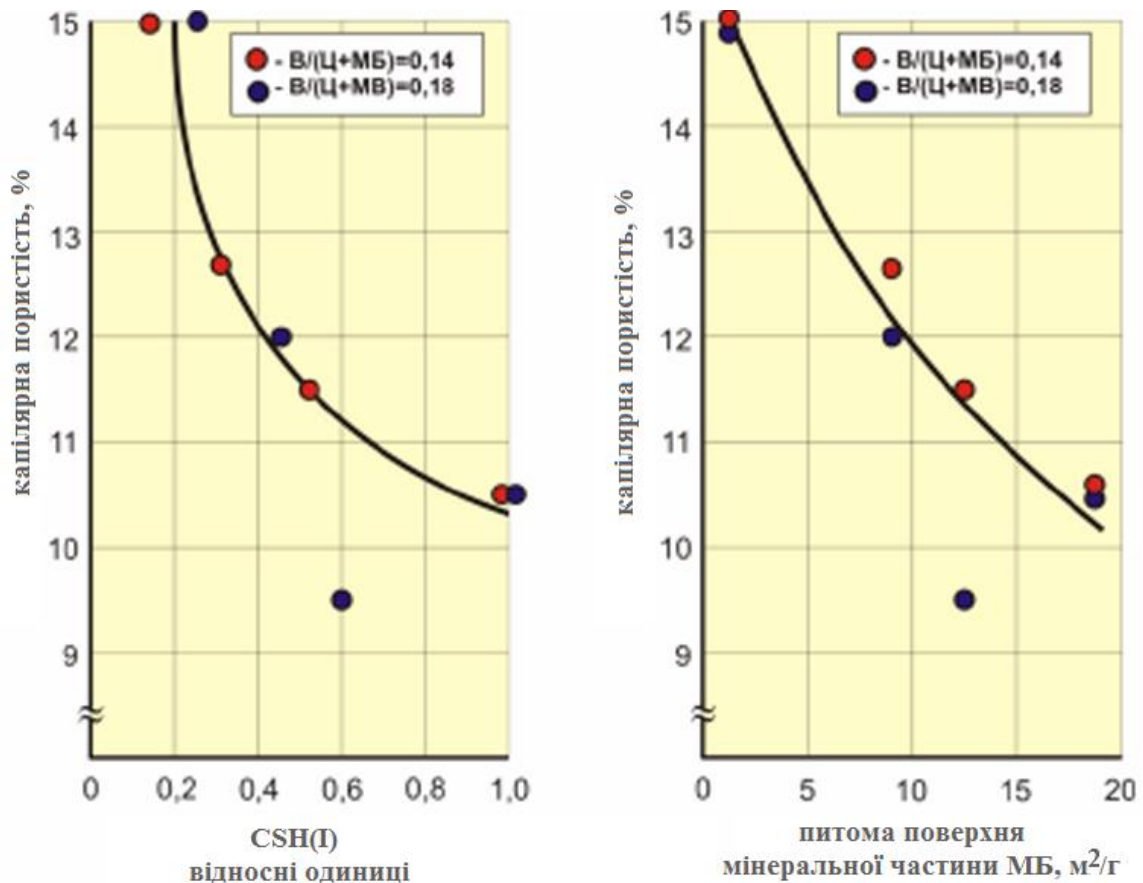 15
14
13
12
11
10
9
капілярна пористість, %
- В/(Ц+МБ)=0,14
- В/(Ц+МВ)=0,18
0 0,2 0,4 0,6 0,8 1,0
CSH(I)
відносні одиниці
15
14
13
12
11
10
9
капілярна пористість, %
- В/(Ц+МБ)=0,14
- В/(Ц+МВ)=0,18
0 5 10 15 20
питома поверхня
мінеральної частини МБ, м²/г